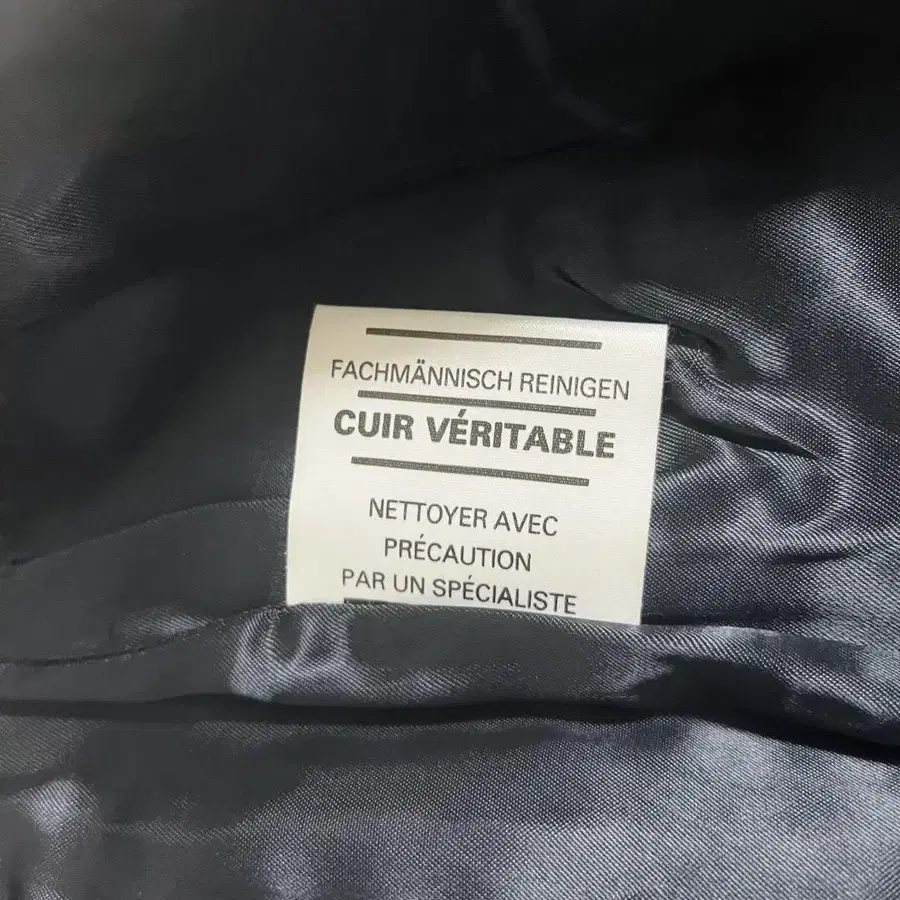 FACHMÄNNISCH REINIGEN
CUIR VÉRITABLE
NETTOYER AVEC
PRÉCAUTION
PAR UN SPÉCIALISTE